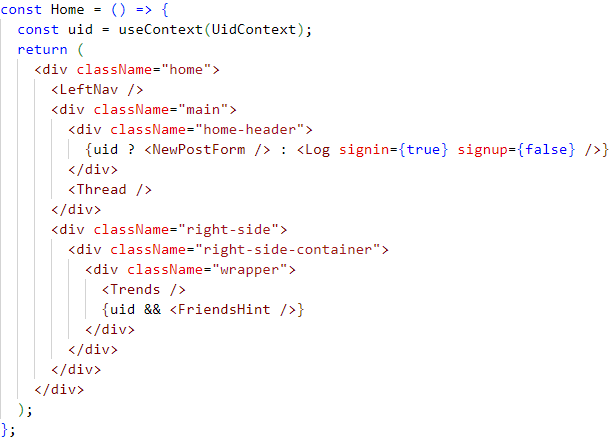 const Home = () => {
  const uid = useContext(UidContext);
  return (
    <div className="home">
      <LeftNav />
      <div className="main">
        <div className="home-header">
          {uid ? <NewPostForm /> : <Log signin={true} signup={false} />}
        </div>
        <Thread />
      </div>
      <div className="right-side">
        <div className="right-side-container">
          <div className="wrapper">
            <Trends />
            {uid && <FriendsHint />}
          </div>
        </div>
      </div>
    </div>
  );
};